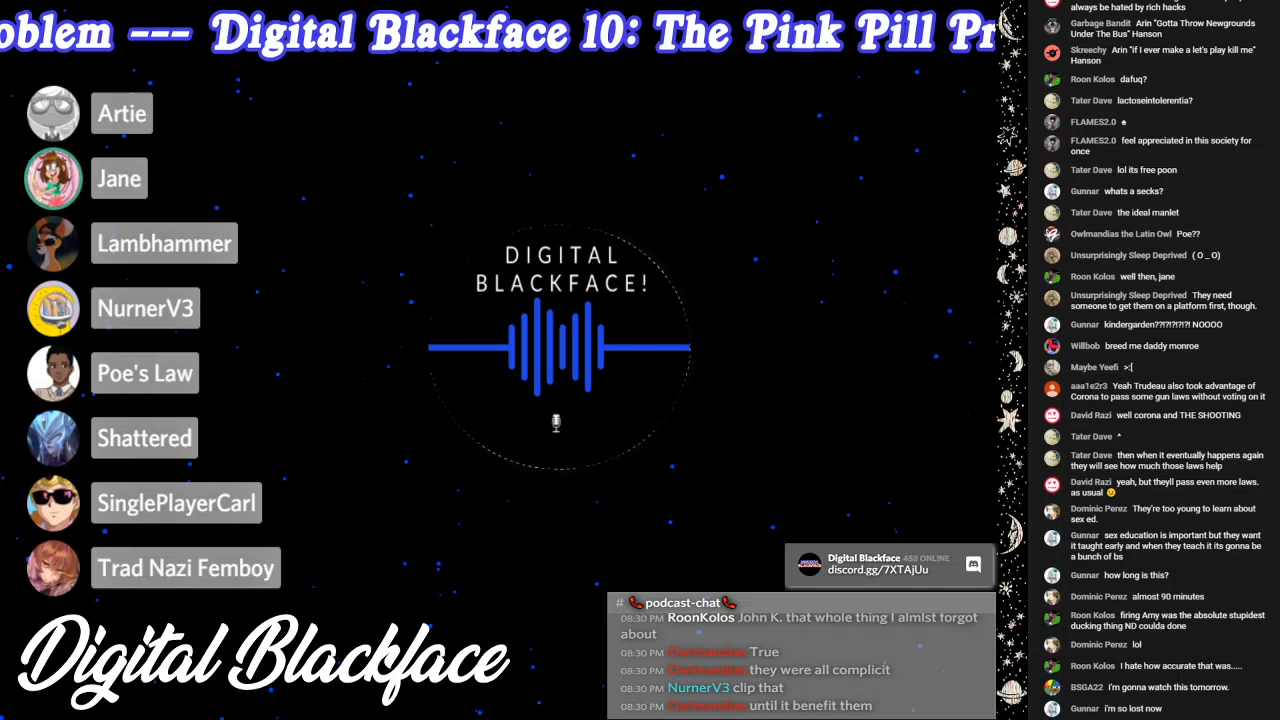 oblem --- Digital Blackface 10: The Pink Pill Pr
Artie
Jane
Lambhammer
NurnerV3
Poe's Law
Shattered
SinglePlayerCarl
Trad Nazi Femboy
Digital Blackface
DIGITAL
BLACKFACE!
Digital Blackface 458 ONLINE
discord.gg/7XTAjUu
# podcast-chat
08:30 PM RoonKolos John K. that whole thing I almlst forgot
about
08:30 PM True
08:30 PM they were all complicit
08:30 PM NurnerV3 clip that
08:30 PM until it benefit them
always be hated by rich hacks
Garbage Bandit Arin "Gotta Throw Newgrounds
Under The Bus" Hanson
Skreechy Arin "if I ever make a let's play kill me"
Hanson
Roon Kolos dafuq?
Tater Dave lactoseintolerentia?
FLAMES2.0 ♠
FLAMES2.0 feel appreciated in this society for
once
Tater Dave lol its free poon
Gunnar whats a secks?
Tater Dave the ideal manlet
Owlmandias the Latin Owl Poe??
Unsurprisingly Sleep Deprived ( O _ O)
Roon Kolos well then, jane
Unsurprisingly Sleep Deprived They need
someone to get them on a platform first, though.
Gunnar kindergarden??!?!?!?!?! NOOOO
Willbob breed me daddy monroe
Maybe Yeefi >:[
aaa1e2r3 Yeah Trudeau also took advantage of
Corona to pass some gun laws without voting on it
David Razi well corona and THE SHOOTING
Tater Dave ^
Tater Dave then when it eventually happens again
they will see how much those laws help
David Razi yeah, but theyll pass even more laws.
as usual 😕
Dominic Perez They're too young to learn about
sex ed.
Gunnar sex education is important but they want
it taught early and when they teach it its gonna be
a bunch of bs
Gunnar how long is this?
Dominic Perez almost 90 minutes
Roon Kolos firing Amy was the absolute stupidest
ducking thing ND coulda done
Dominic Perez lol
Roon Kolos I hate how accurate that was.....
BSGA22 I'm gonna watch this tomorrow.
Gunnar i'm so lost now